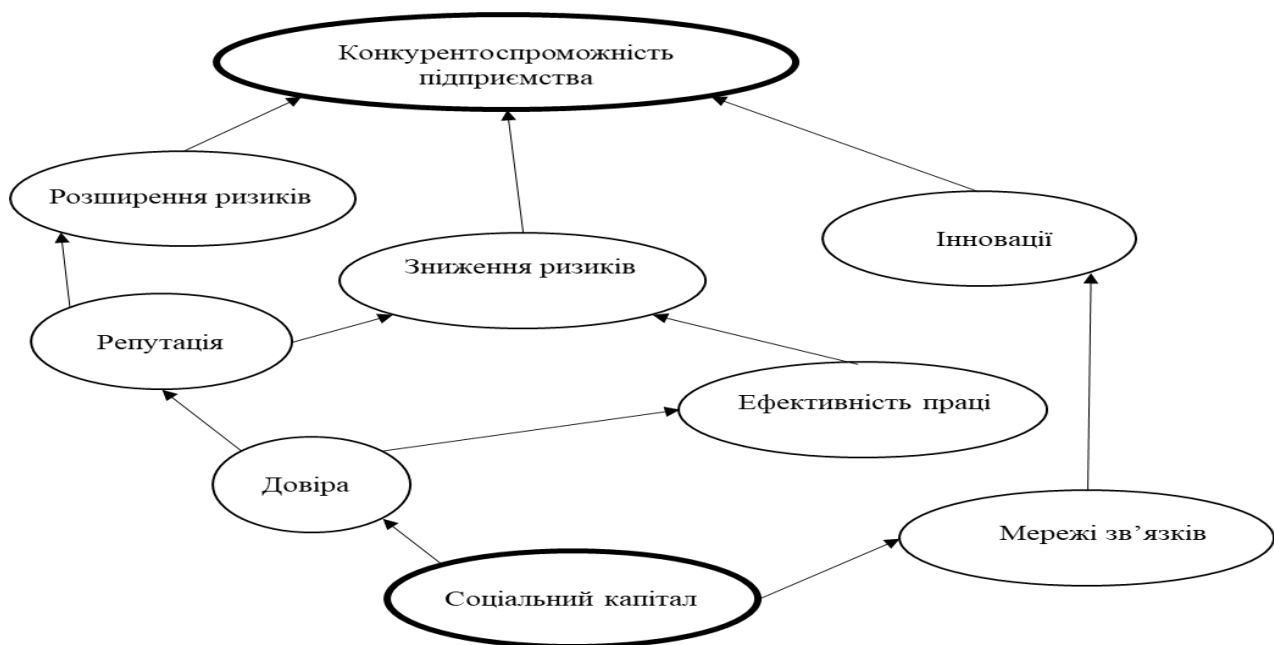 Конкурентоспроможність
підприємства
Розширення ризиків
Інновації
Зниження ризиків
Репутація
Ефективність праці
Довіра
Мережі зв’язків
Соціальний капітал